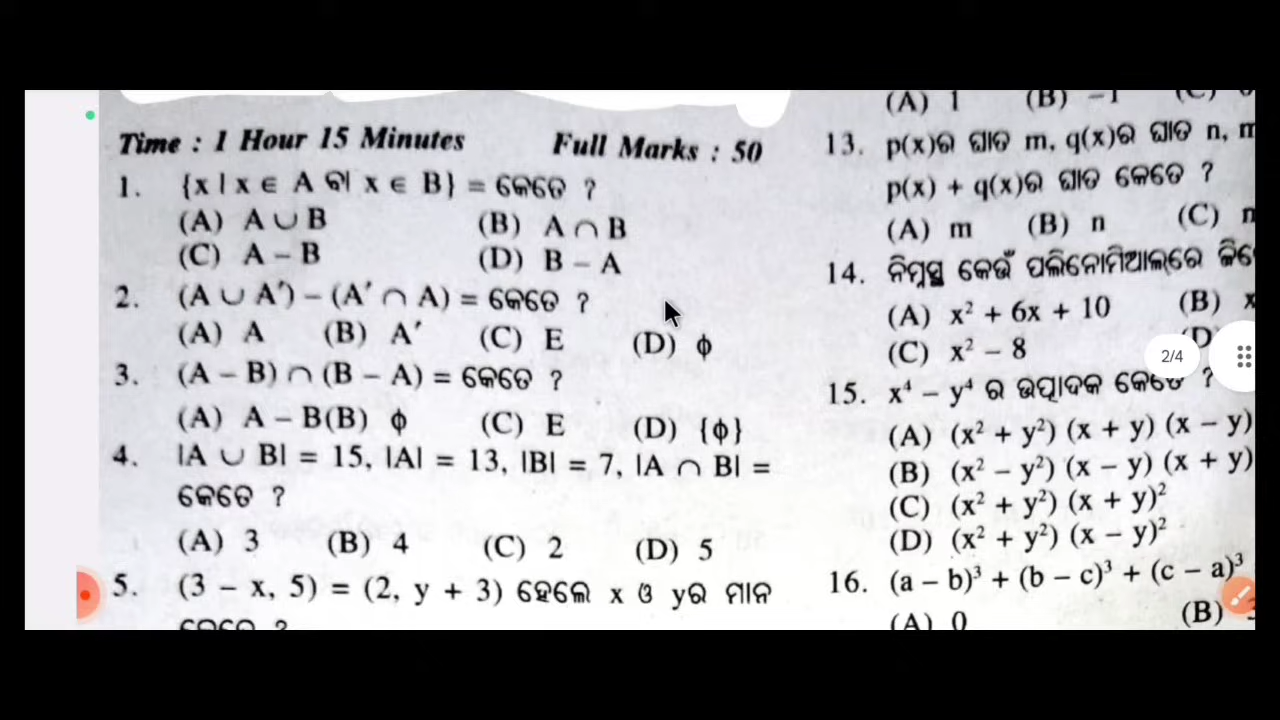 Time : 1 Hour 15 Minutes Full Marks : 50
1. {x | x ∈ A ବା x ∈ B} = କେତେ ?
(A) A ∪ B (B) A ∩ B
(C) A – B (D) B – A
2. (A ∪ A′) – (A′ ∩ A) = କେତେ ?
(A) A (B) A′ (C) E (D) ϕ
3. (A – B) ∩ (B – A) = କେତେ ?
(A) A – B(B) ϕ (C) E (D) {ϕ}
4. |A ∪ B| = 15, |A| = 13, |B| = 7, |A ∩ B| =
କେତେ ?
(A) 3 (B) 4 (C) 2 (D) 5
5. (3 – x, 5) = (2, y + 3) ହେଲେ x ଓ yର ମାନ
(A) 1 (B) –1 (C)
13. p(x)ର ଘାତ m, q(x)ର ଘାତ n, m
p(x) + q(x)ର ଘାତ କେତେ ?
(A) m (B) n (C)
14. ନିମ୍ନସ୍ଥ କେଉଁ ପଲିନୋମିଆଲ୍‌ରେ
(A) x² + 6x + 10 (B) x
(C) x² – 8 (D)
2/4
15. x⁴ – y⁴ ର ଉତ୍ପାଦକ କେତେ ?
(A) (x² + y²) (x + y) (x – y)
(B) (x² – y²) (x – y) (x + y)
(C) (x² + y²) (x + y)²
(D) (x² + y²) (x – y)²
16. (a – b)³ + (b – c)³ + (c – a)³
(A) 0 (B)